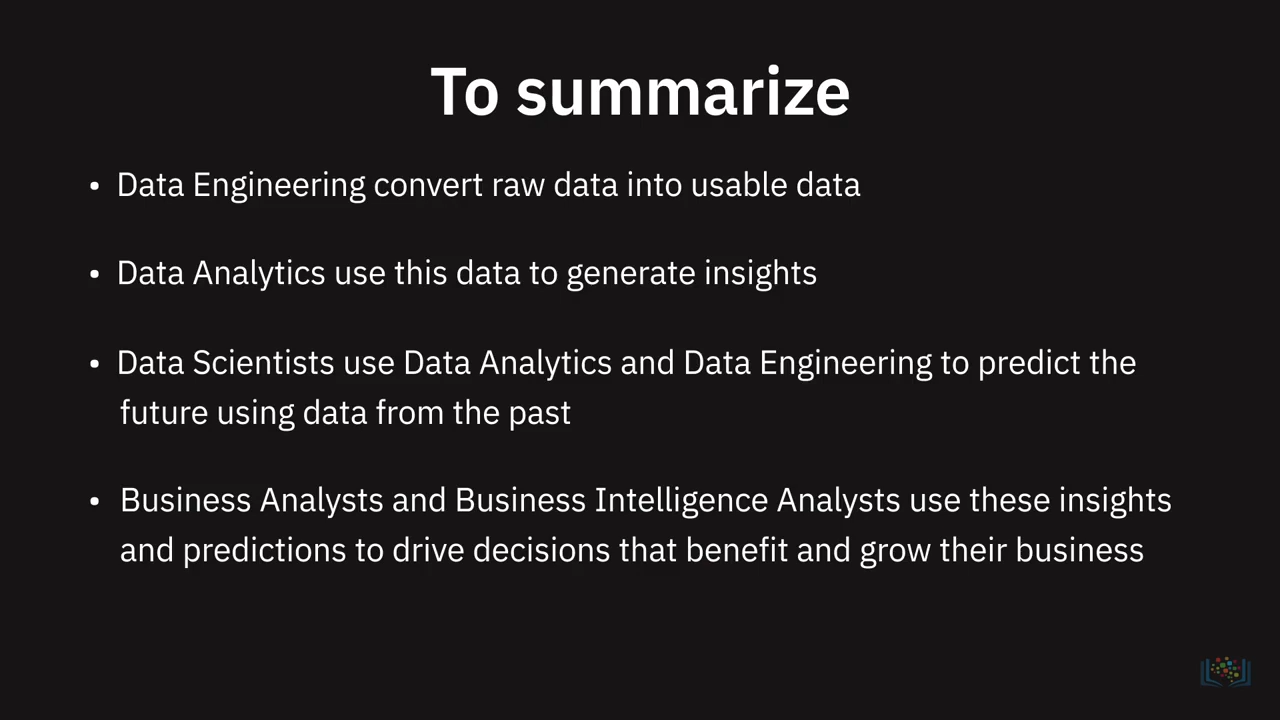 To summarize
• Data Engineering convert raw data into usable data
• Data Analytics use this data to generate insights
• Data Scientists use Data Analytics and Data Engineering to predict the
future using data from the past
• Business Analysts and Business Intelligence Analysts use these insights
and predictions to drive decisions that benefit and grow their business